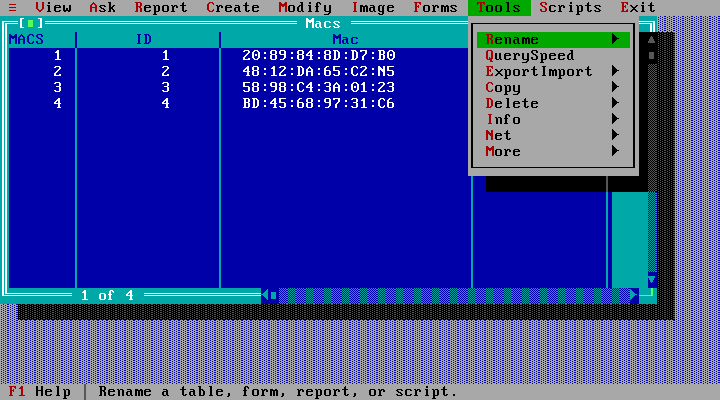 ≡ View Ask Report Create Modify Image Forms Tools Scripts Exit
Macs
MACS ID Mac
1 1 20:89:84:8D:D7:B0
2 2 48:12:DA:65:C2:N5
3 3 58:98:C4:3A:01:23
4 4 BD:45:68:97:31:C6
Rename
QuerySpeed
ExportImport
Copy
Delete
Info
Net
More
1 of 4
F1 Help | Rename a table, form, report, or script.